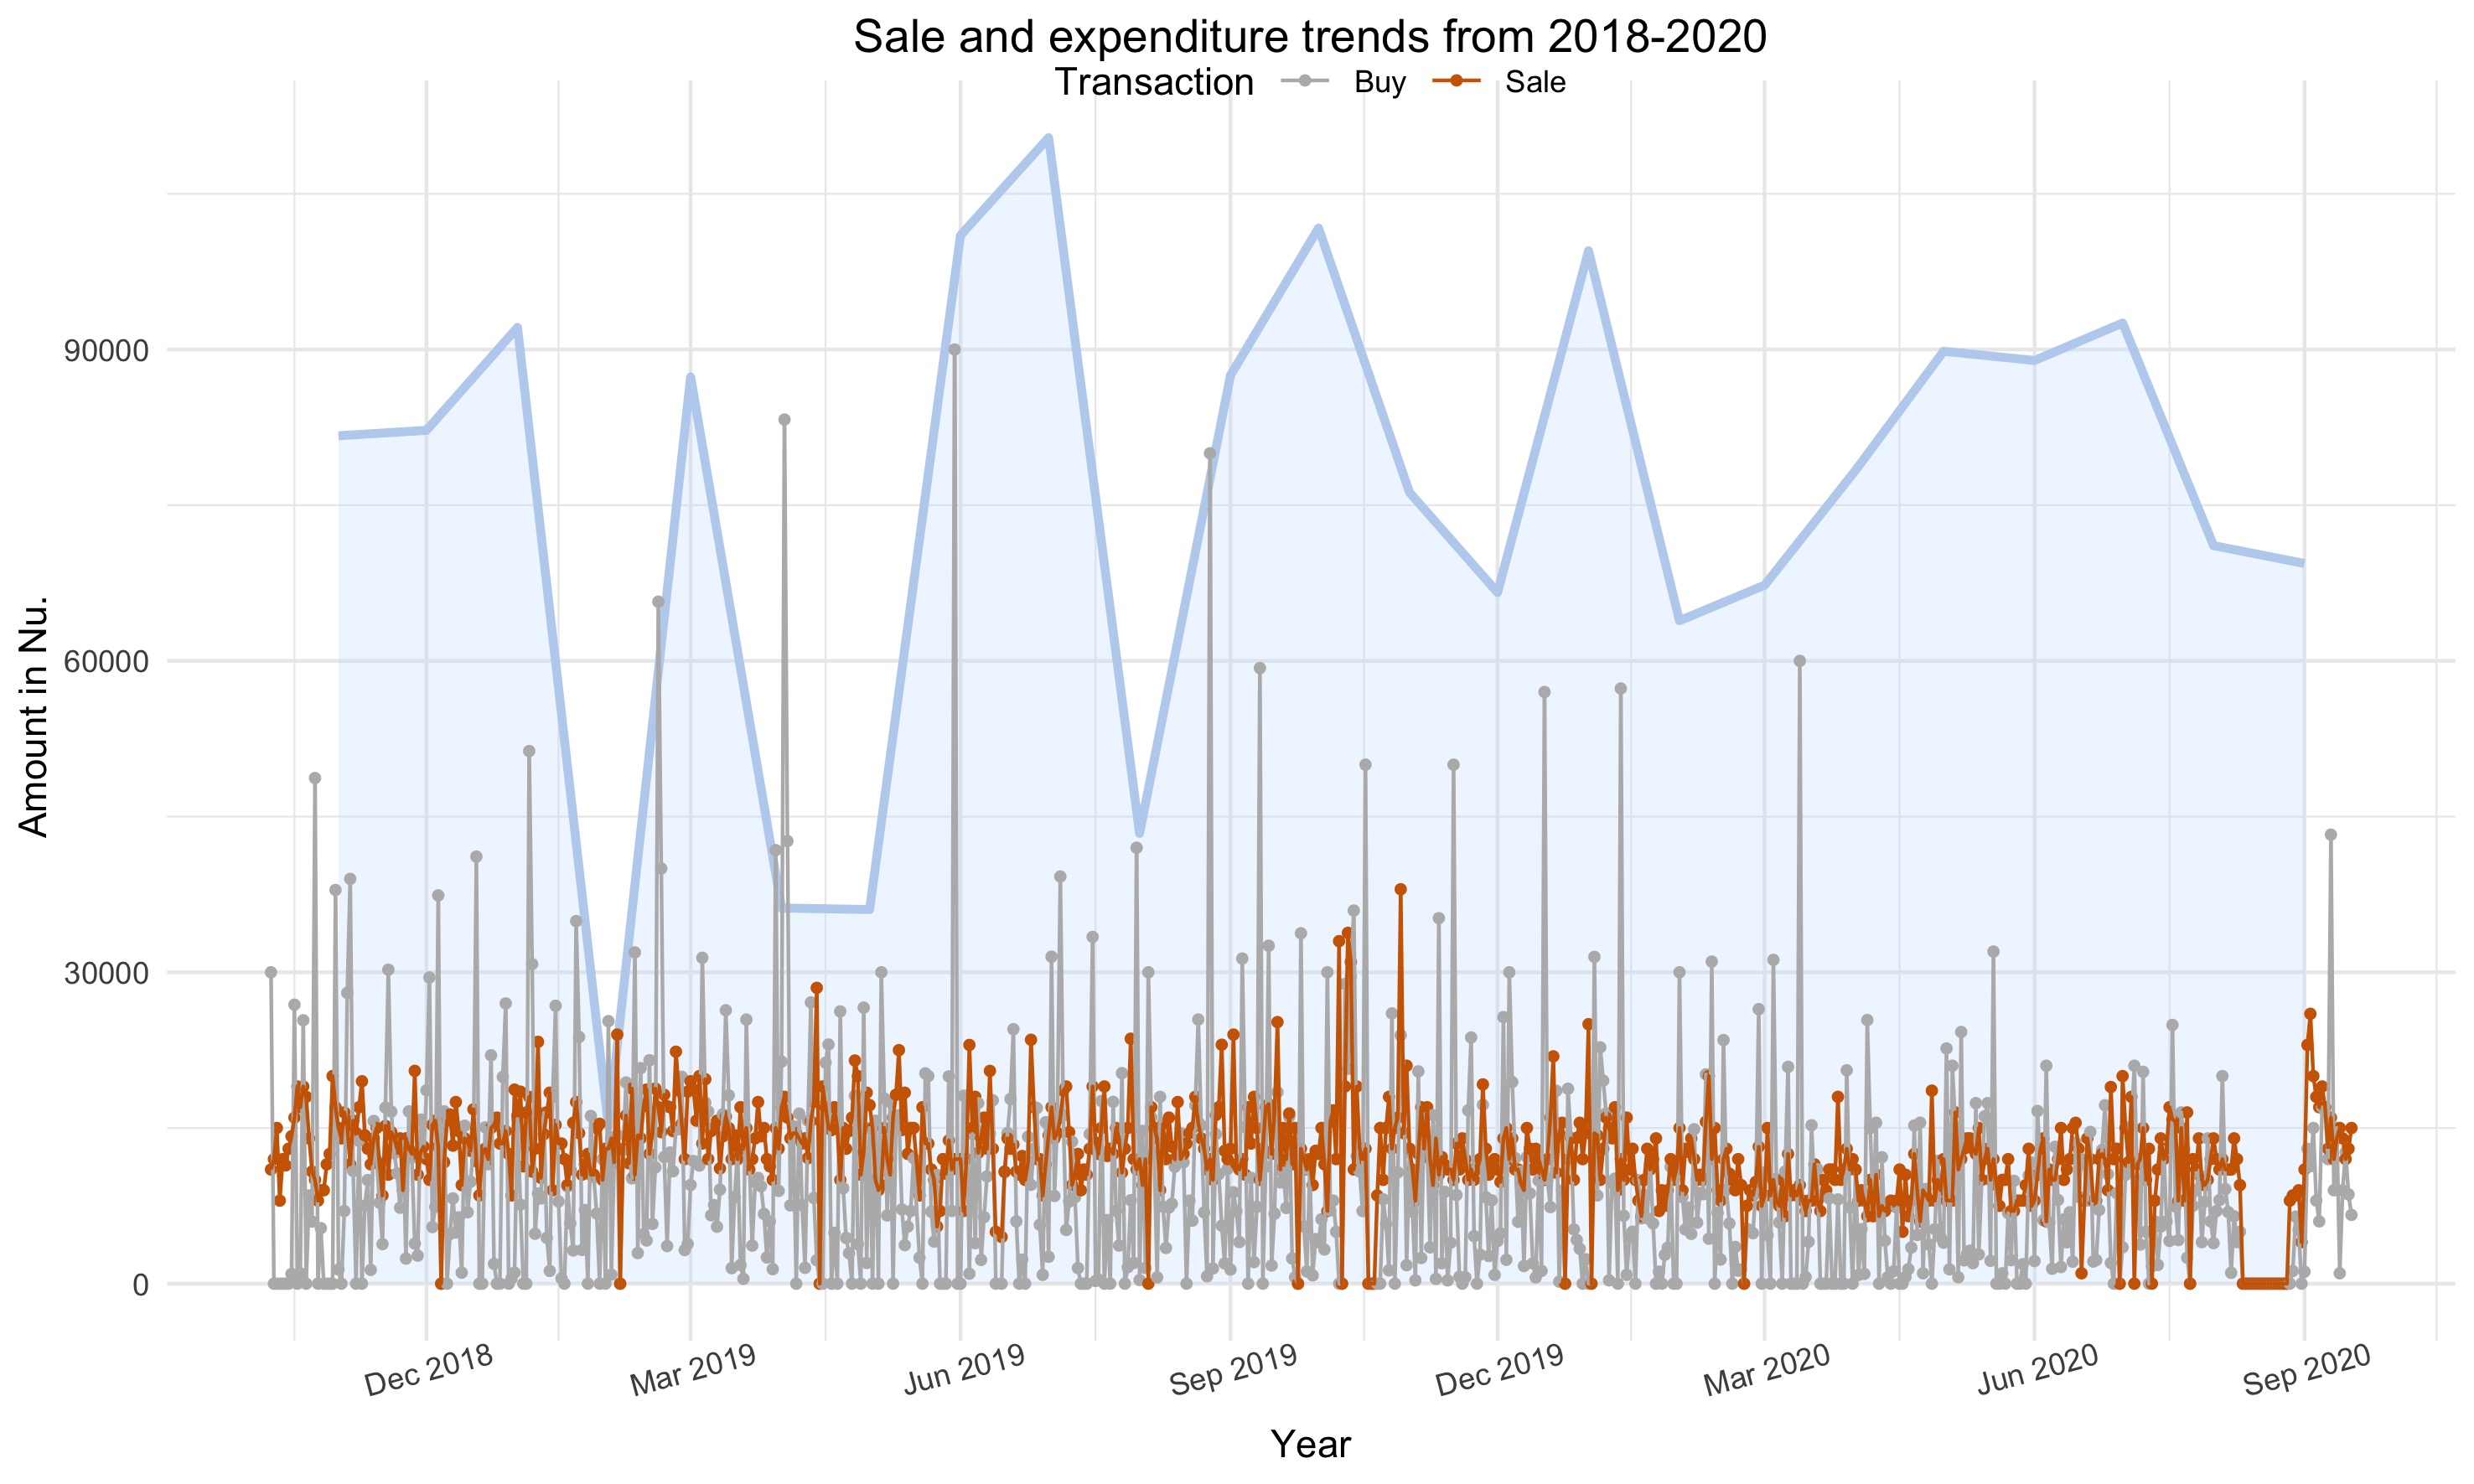 Sale and expenditure trends from 2018-2020
Transaction Buy Sale
90000
60000
30000
0
Amount in Nu.
Dec 2018 Mar 2019 Jun 2019 Sep 2019 Dec 2019 Mar 2020 Jun 2020 Sep 2020
Year